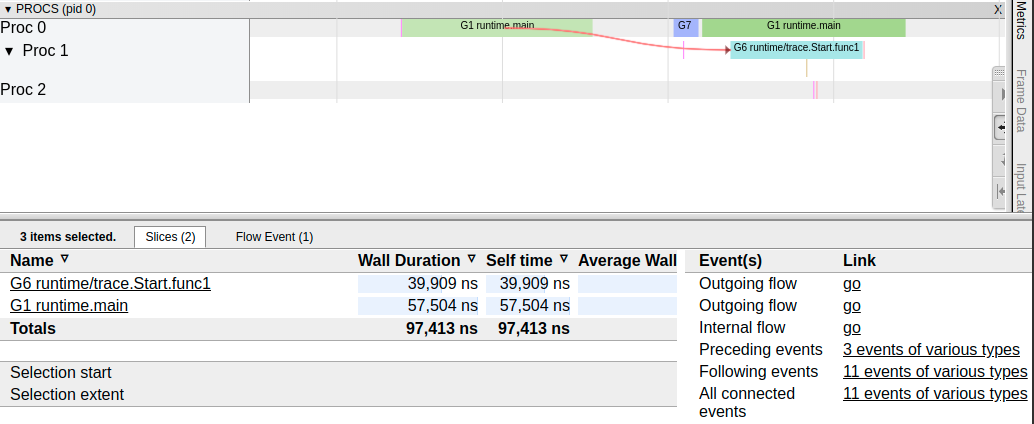 ▼ PROCS (pid 0) X
Proc 0 G1 runtime.main G7 G1 runtime.main
▼ Proc 1 G6 runtime/trace.Start.func1
Proc 2
Metrics
Frame Data
Input Late
3 items selected. Slices (2) Flow Event (1)
Name ▽ Wall Duration ▽ Self time ▽ Average Wall
G6 runtime/trace.Start.func1 39,909 ns 39,909 ns
G1 runtime.main 57,504 ns 57,504 ns
Totals 97,413 ns 97,413 ns
Selection start
Selection extent
Event(s) Link
Outgoing flow go
Outgoing flow go
Internal flow go
Preceding events 3 events of various types
Following events 11 events of various types
All connected 11 events of various types
events